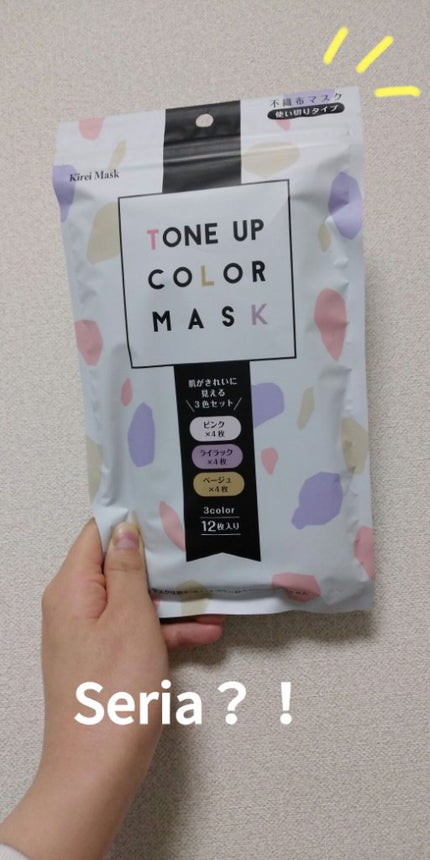 不織布マスク
使い切りタイプ
Kirei Mask
TONE UP
COLOR
MASK
肌がきれいに
見える
3色セット
ピンク
×4枚
ライラック
×4枚
ベージュ
×4枚
3color
12枚入り
Seria？！